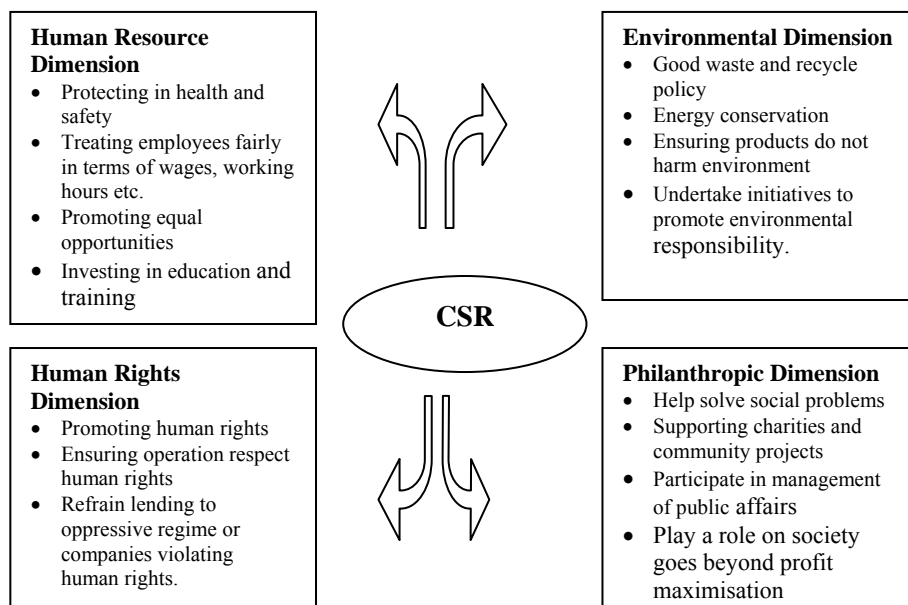 Human Resource
Dimension
• Protecting in health and
safety
• Treating employees fairly
in terms of wages, working
hours etc.
• Promoting equal
opportunities
• Investing in education and
training
Environmental Dimension
• Good waste and recycle
policy
• Energy conservation
• Ensuring products do not
harm environment
• Undertake initiatives to
promote environmental
responsibility.
CSR
Human Rights
Dimension
• Promoting human rights
• Ensuring operation respect
human rights
• Refrain lending to
oppressive regime or
companies violating
human rights.
Philanthropic Dimension
• Help solve social problems
• Supporting charities and
community projects
• Participate in management
of public affairs
• Play a role on society
goes beyond profit
maximisation